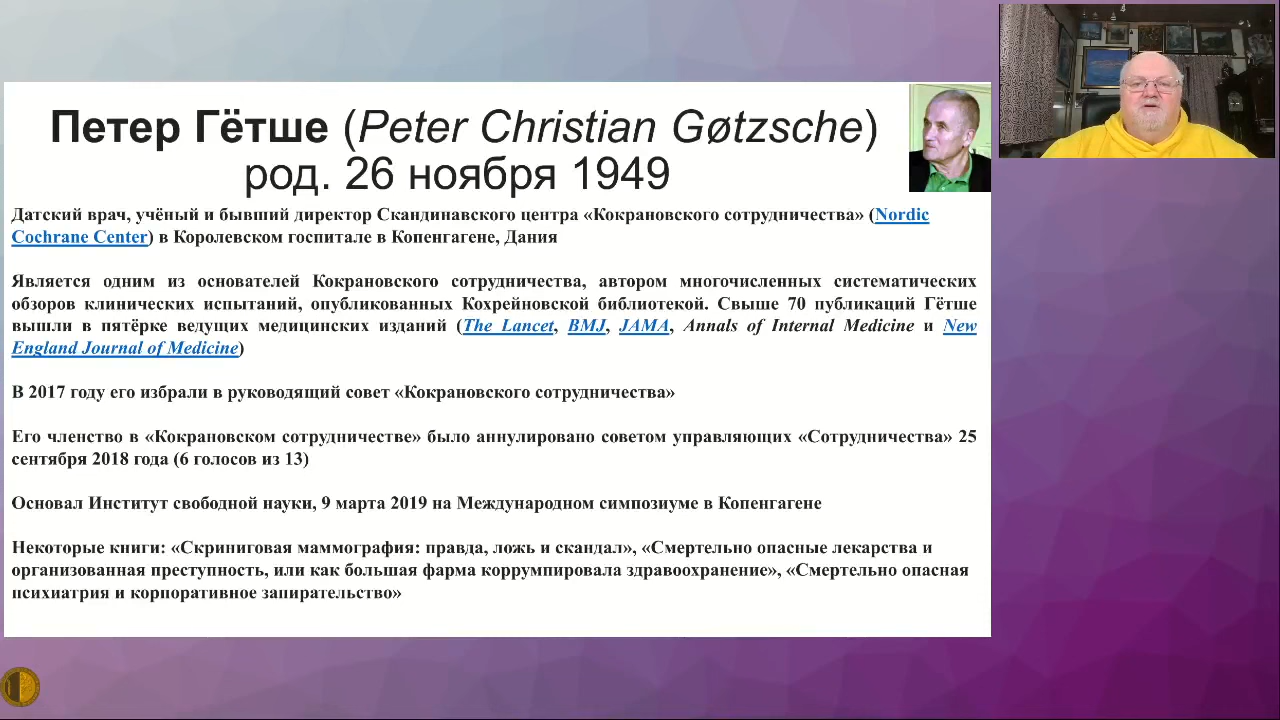 Петер Гётше (Peter Christian Gøtzsche)
род. 26 ноября 1949
Датский врач, учёный и бывший директор Скандинавского центра «Кокрановского сотрудничества» (Nordic
Cochrane Center) в Королевском госпитале в Копенгагене, Дания
Является одним из основателей Кокрановского сотрудничества, автором многочисленных систематических
обзоров клинических испытаний, опубликованных Кохрейновской библиотекой. Свыше 70 публикаций Гётше
вышли в пятёрке ведущих медицинских изданий (The Lancet, BMJ, JAMA, Annals of Internal Medicine и New
England Journal of Medicine)
В 2017 году его избрали в руководящий совет «Кокрановского сотрудничества»
Его членство в «Кокрановском сотрудничестве» было аннулировано советом управляющих «Сотрудничества» 25
сентября 2018 года (6 голосов из 13)
Основал Институт свободной науки, 9 марта 2019 на Международном симпозиуме в Копенгагене
Некоторые книги: «Скриниговая маммография: правда, ложь и скандал», «Смертельно опасные лекарства и
организованная преступность, или как большая фарма коррумпировала здравоохранение», «Смертельно опасная
психиатрия и корпоративное запирательство»